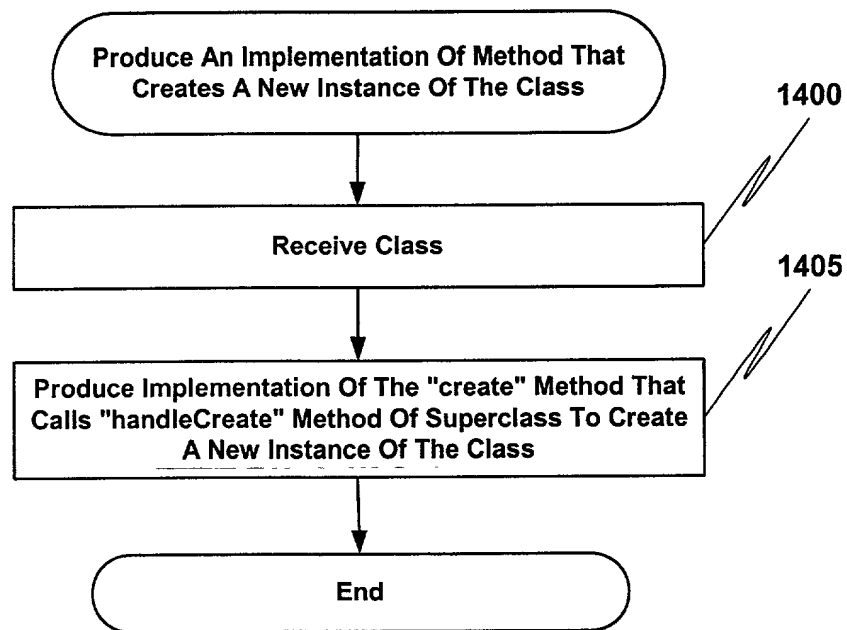 Produce An Implementation Of Method That
Creates A New Instance Of The Class
1400
Receive Class
1405
Produce Implementation Of The "create" Method That
Calls "handleCreate" Method Of Superclass To Create
A New Instance Of The Class
End